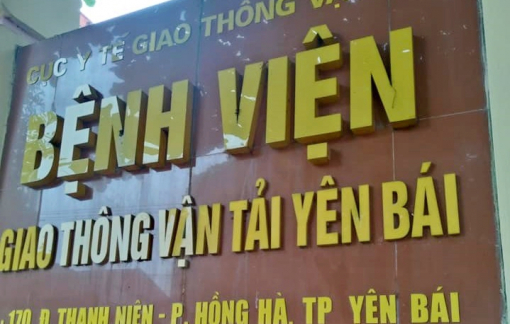 CỤC Y TẾ GIAO THÔNG
BỆNH VIỆN
GIAO THÔNG VẬN TẢI YÊN BÁI
170, Đ. THANH NIÊN - P. HỒNG HÀ, TP YÊN BÁI